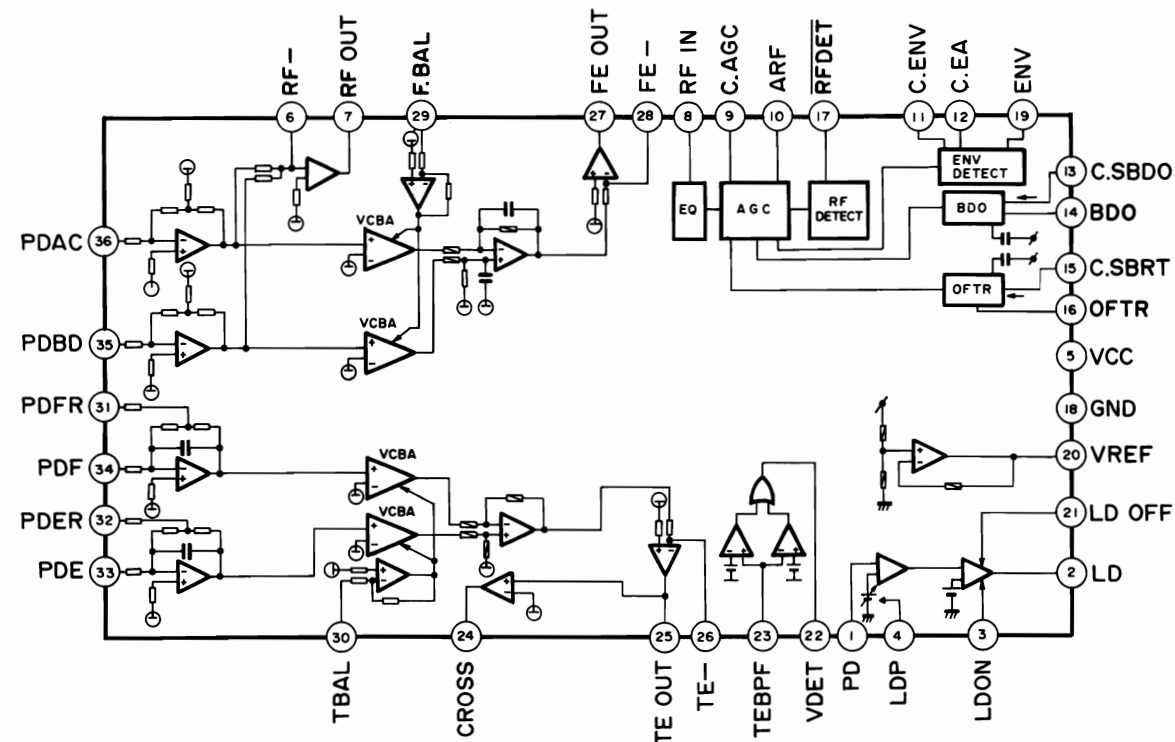 RF−
RF OUT
F.BAL
FE OUT
FE−
RF IN
C.AGC
ARF
RFDET
C.ENV
C.EA
ENV
6
7
29
27
28
8
9
10
17
11
12
19
ENV DETECT
13
C.SBDO
BDO
14
BDO
EQ
AGC
RF DETECT
PDAC
36
VCBA
15
C.SBRT
OFTR
16
OFTR
PDBD
35
VCBA
5
VCC
PDFR
31
18
GND
PDF
34
VCBA
20
VREF
PDER
32
VCBA
21
LD OFF
PDE
33
2
LD
30
24
25
26
23
22
1
4
3
TBAL
CROSS
TE OUT
TE−
TEBPF
VDET
PD
LDP
LDON